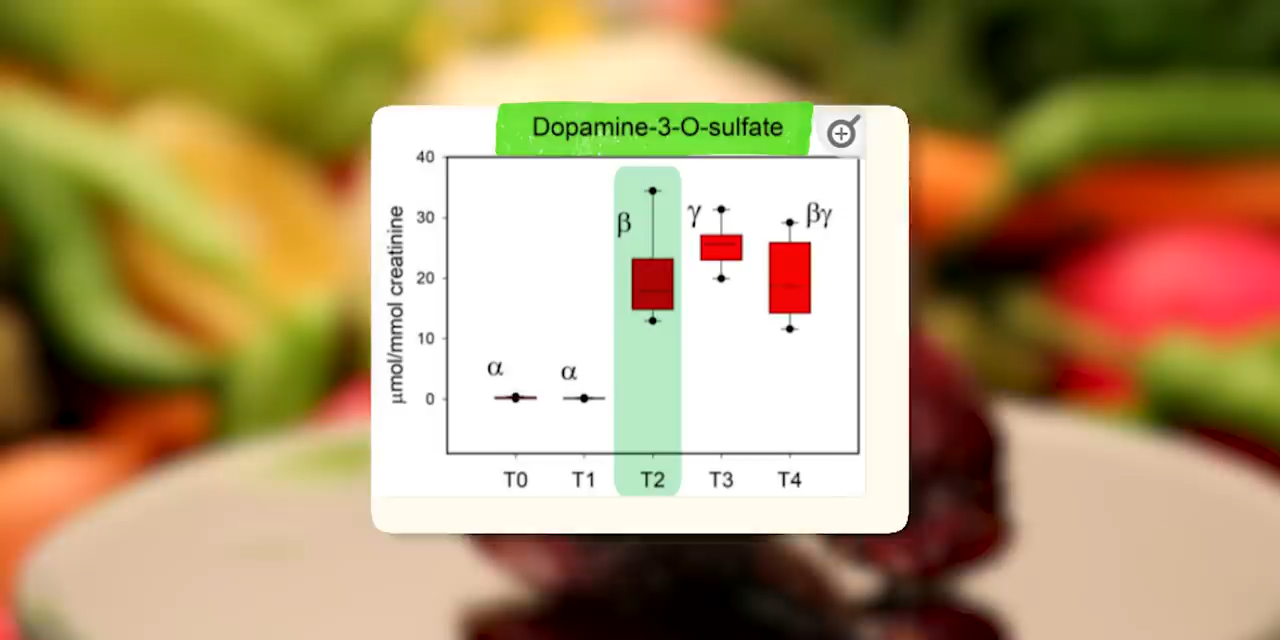 Dopamine-3-O-sulfate
μmol/mmol creatinine
40
30
20
10
0
α
α
β
γ
βγ
T0 T1 T2 T3 T4